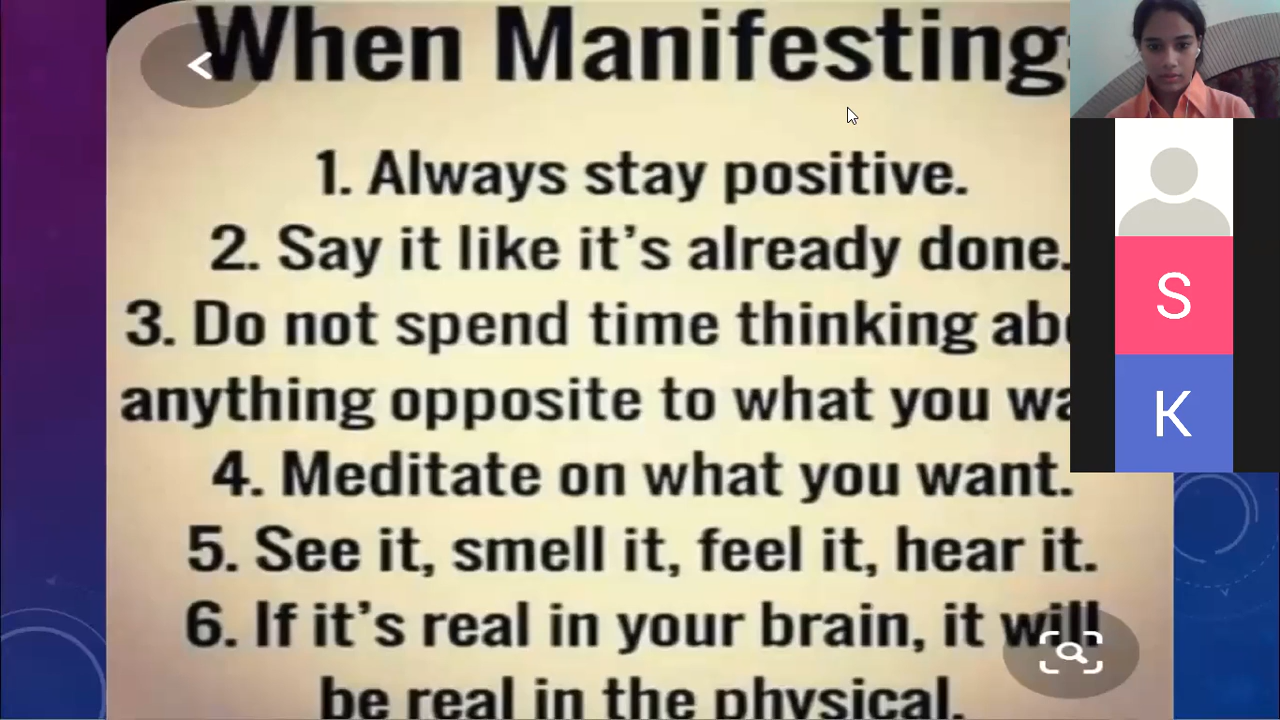 When Manifesting
1. Always stay positive.
2. Say it like it’s already done.
3. Do not spend time thinking
anything opposite to what you
4. Meditate on what you want.
5. See it, smell it, feel it, hear it.
6. If it’s real in your brain, it will
be real in the physical.
S
K